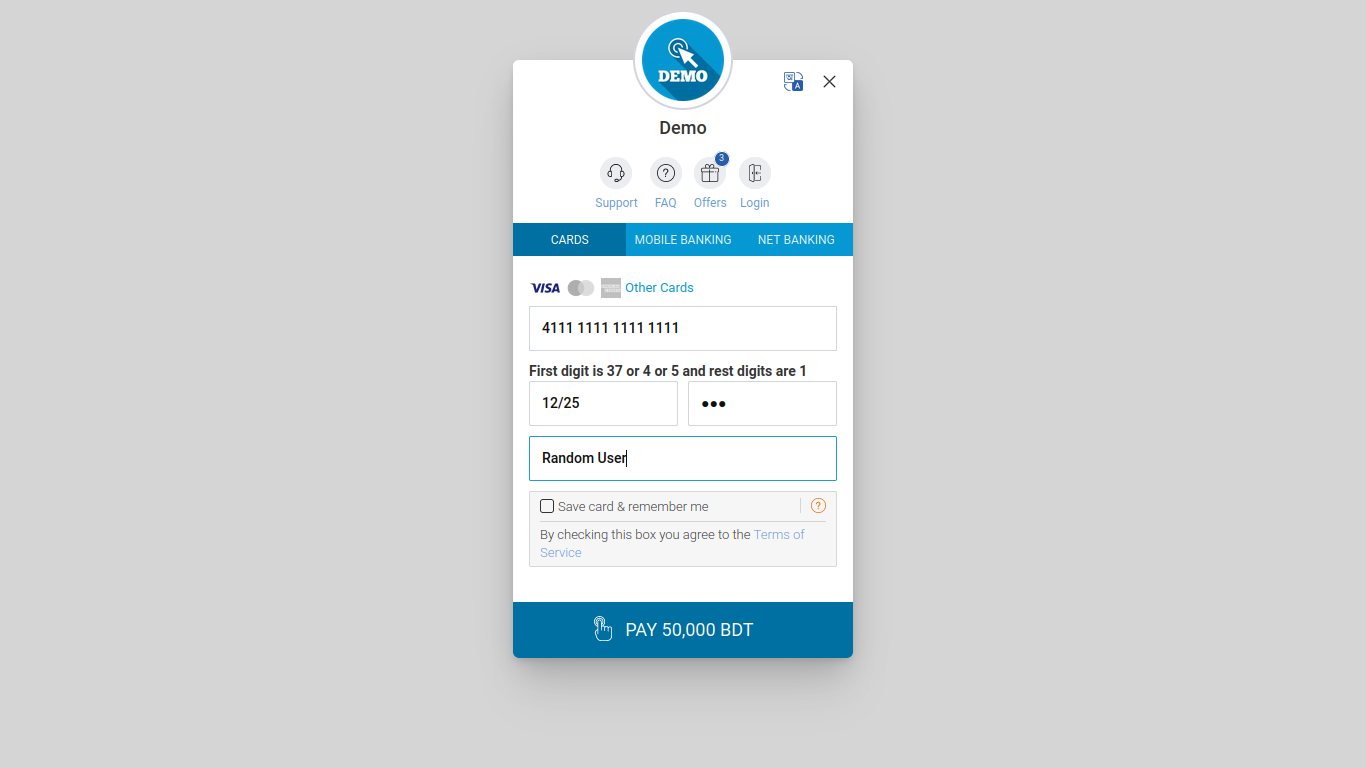 DEMO
Demo
3
Support FAQ Offers Login
CARDS MOBILE BANKING NET BANKING
VISA Other Cards
4111 1111 1111 1111
First digit is 37 or 4 or 5 and rest digits are 1
12/25 •••
Random User
Save card & remember me ?
By checking this box you agree to the Terms of
Service
PAY 50,000 BDT